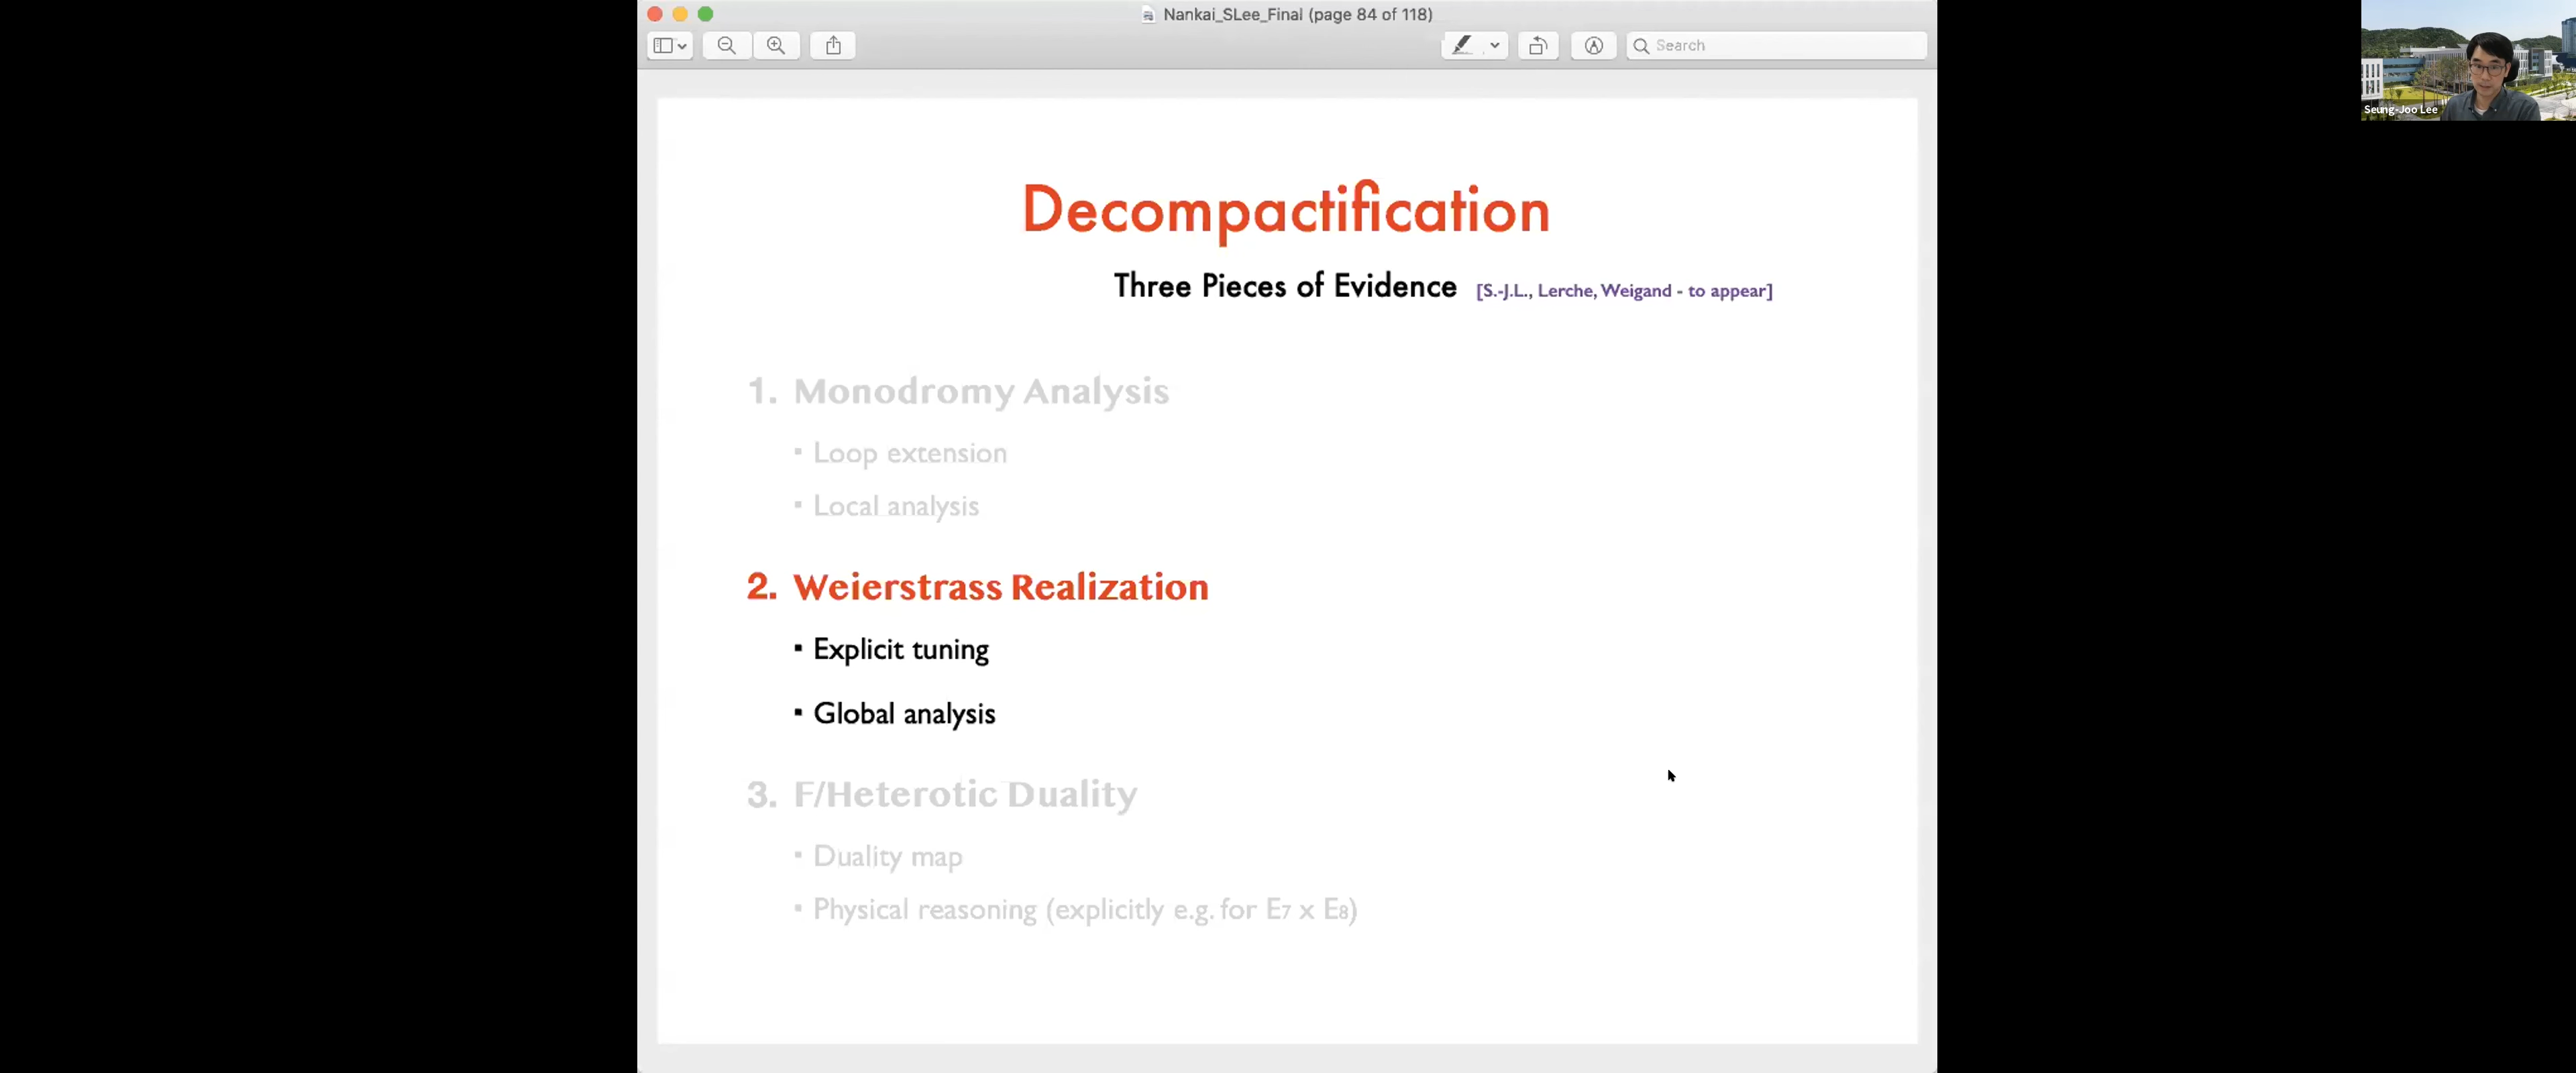 Nankai_SLee_Final (page 84 of 118)
Search
Seung-Joo Lee
Decompactification
Three Pieces of Evidence [S.-J.L., Lerche, Weigand - to appear]
1. Monodromy Analysis
▪ Loop extension
▪ Local analysis
2. Weierstrass Realization
▪ Explicit tuning
▪ Global analysis
3. F/Heterotic Duality
▪ Duality map
▪ Physical reasoning (explicitly e.g. for E7 x E8)